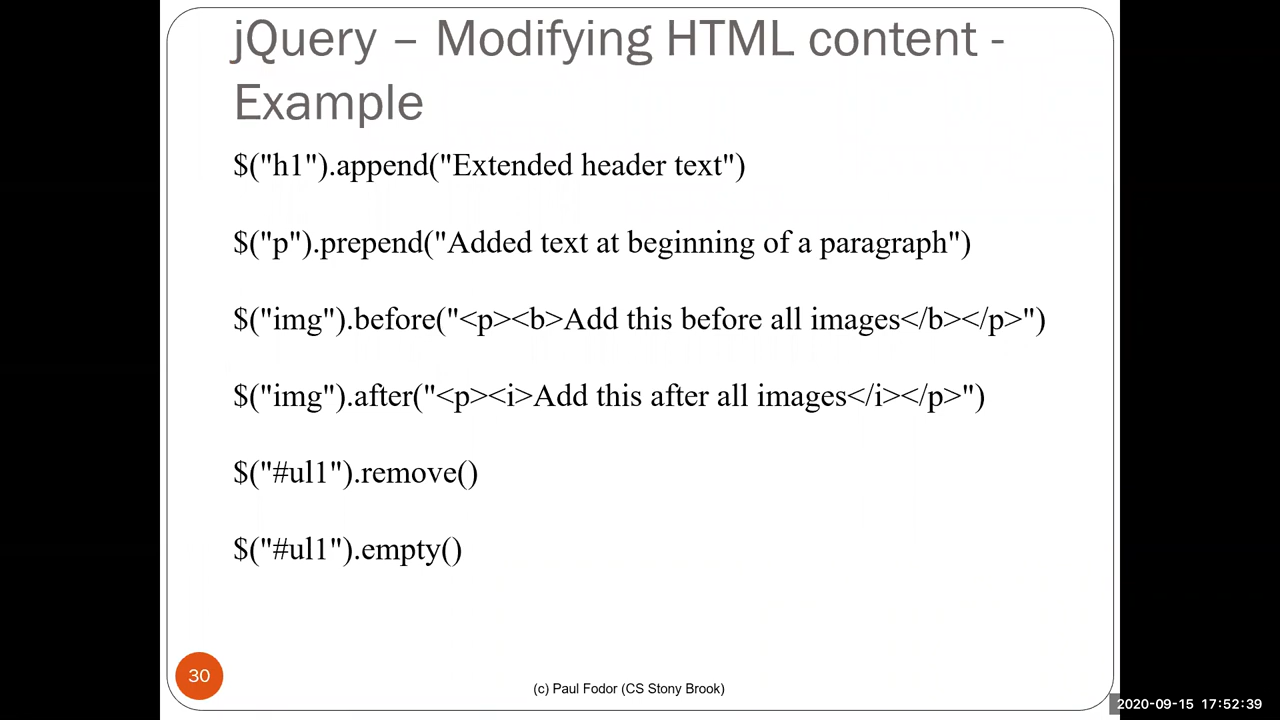 jQuery – Modifying HTML content -
Example
$("h1").append("Extended header text")
$("p").prepend("Added text at beginning of a paragraph")
$("img").before("<p><b>Add this before all images</b></p>")
$("img").after("<p><i>Add this after all images</i></p>")
$("#ul1").remove()
$("#ul1").empty()
30
(c) Paul Fodor (CS Stony Brook)
2020-09-15 17:52:39